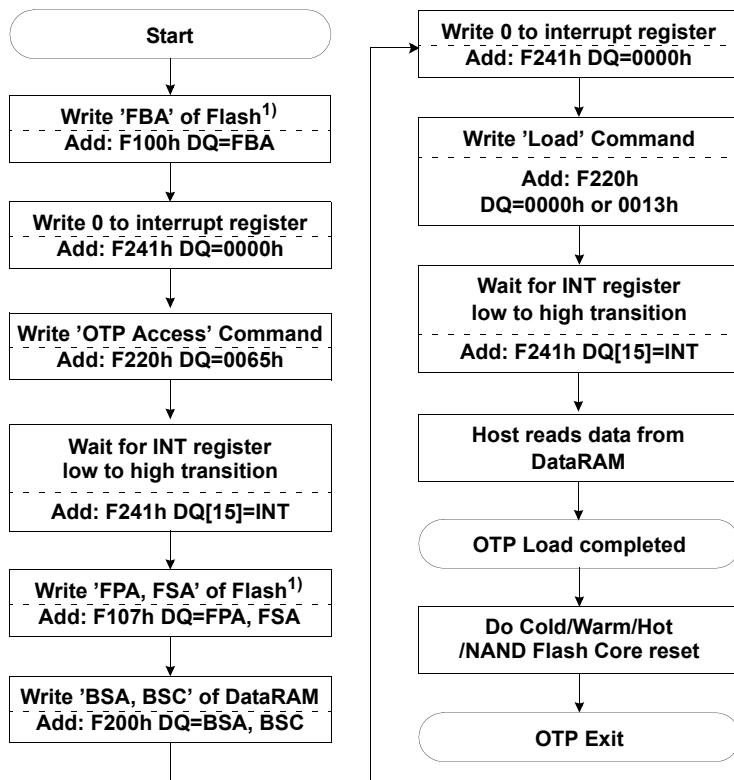 Start
Write ’FBA’ of Flash1)
Add: F100h DQ=FBA
Write 0 to interrupt register
Add: F241h DQ=0000h
Write ’OTP Access’ Command
Add: F220h DQ=0065h
Wait for INT register
low to high transition
Add: F241h DQ[15]=INT
Write ’FPA, FSA’ of Flash1)
Add: F107h DQ=FPA, FSA
Write ’BSA, BSC’ of DataRAM
Add: F200h DQ=BSA, BSC
Write 0 to interrupt register
Add: F241h DQ=0000h
Write ’Load’ Command
Add: F220h
DQ=0000h or 0013h
Wait for INT register
low to high transition
Add: F241h DQ[15]=INT
Host reads data from
DataRAM
OTP Load completed
Do Cold/Warm/Hot
/NAND Flash Core reset
OTP Exit